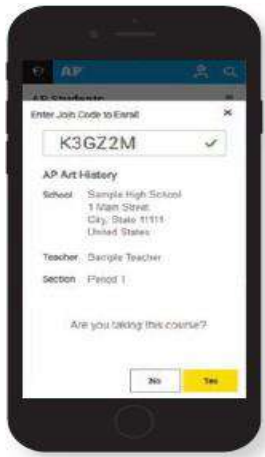 AP
AP Students
Enter Join Code to Enroll
K3GZ2M
AP Art History
School Sample High School
1 Main Street
City, State 11111
United States
Teacher Sample Teacher
Section Period 1
Are you taking this course?
No Yes